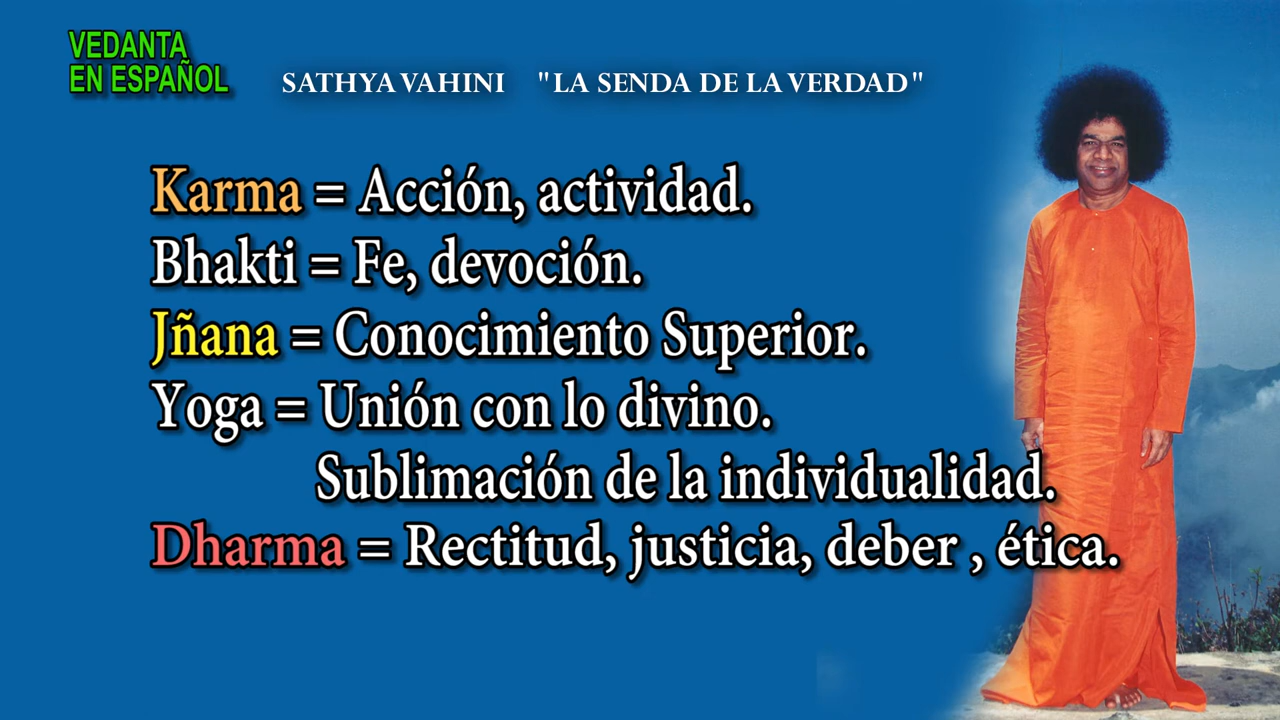 VEDANTA
EN ESPAÑOL
SATHYA VAHINI "LA SENDA DE LA VERDAD"
Karma = Acción, actividad.
Bhakti = Fe, devoción.
Jñana = Conocimiento Superior.
Yoga = Unión con lo divino.
Sublimación de la individualidad.
Dharma = Rectitud, justicia, deber , ética.